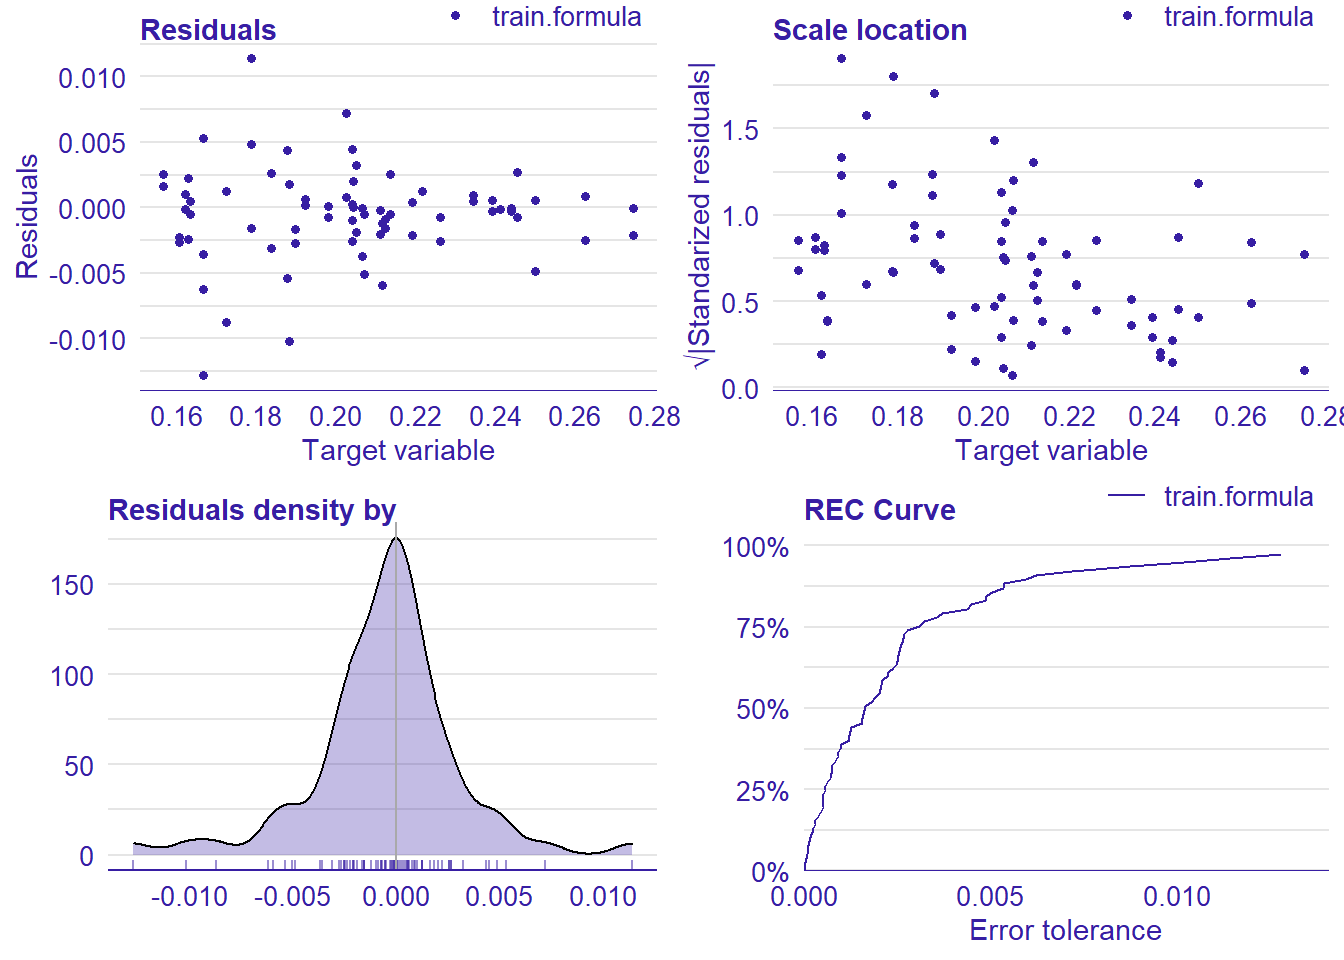 Residuals
train.formula
0.010
0.005
0.000
-0.005
-0.010
Residuals
0.16 0.18 0.20 0.22 0.24 0.26 0.28
Target variable
Scale location
train.formula
1.5
1.0
0.5
0.0
√|Standarized residuals|
0.16 0.18 0.20 0.22 0.24 0.26 0.28
Target variable
Residuals density by
150
100
50
0
-0.010 -0.005 0.000 0.005 0.010
REC Curve
train.formula
100%
75%
50%
25%
0%
0.000 0.005 0.010
Error tolerance